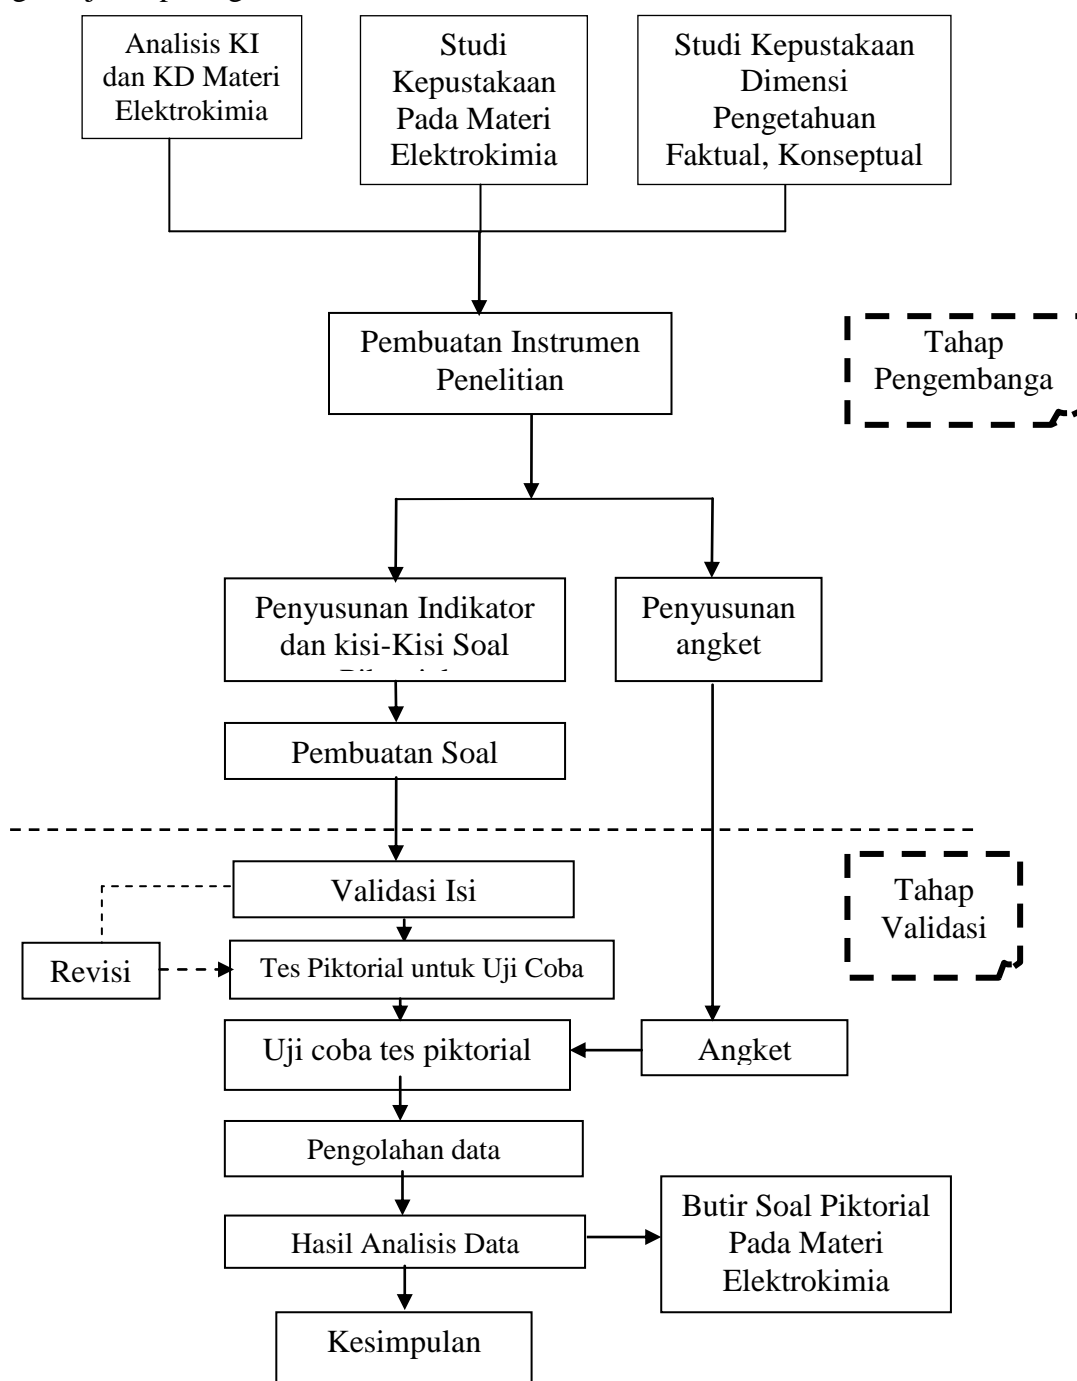 Analisis KI
dan KD Materi
Elektrokimia
Studi
Kepustakaan
Pada Materi
Elektrokimia
Studi Kepustakaan
Dimensi
Pengetahuan
Faktual, Konseptual
Pembuatan Instrumen
Penelitian
Tahap
Pengembanga
Penyusunan Indikator
dan kisi-Kisi Soal
Penyusunan
angket
Pembuatan Soal
Validasi Isi
Tahap
Validasi
Revisi
Tes Piktorial untuk Uji Coba
Uji coba tes piktorial
Angket
Pengolahan data
Hasil Analisis Data
Butir Soal Piktorial
Pada Materi
Elektrokimia
Kesimpulan